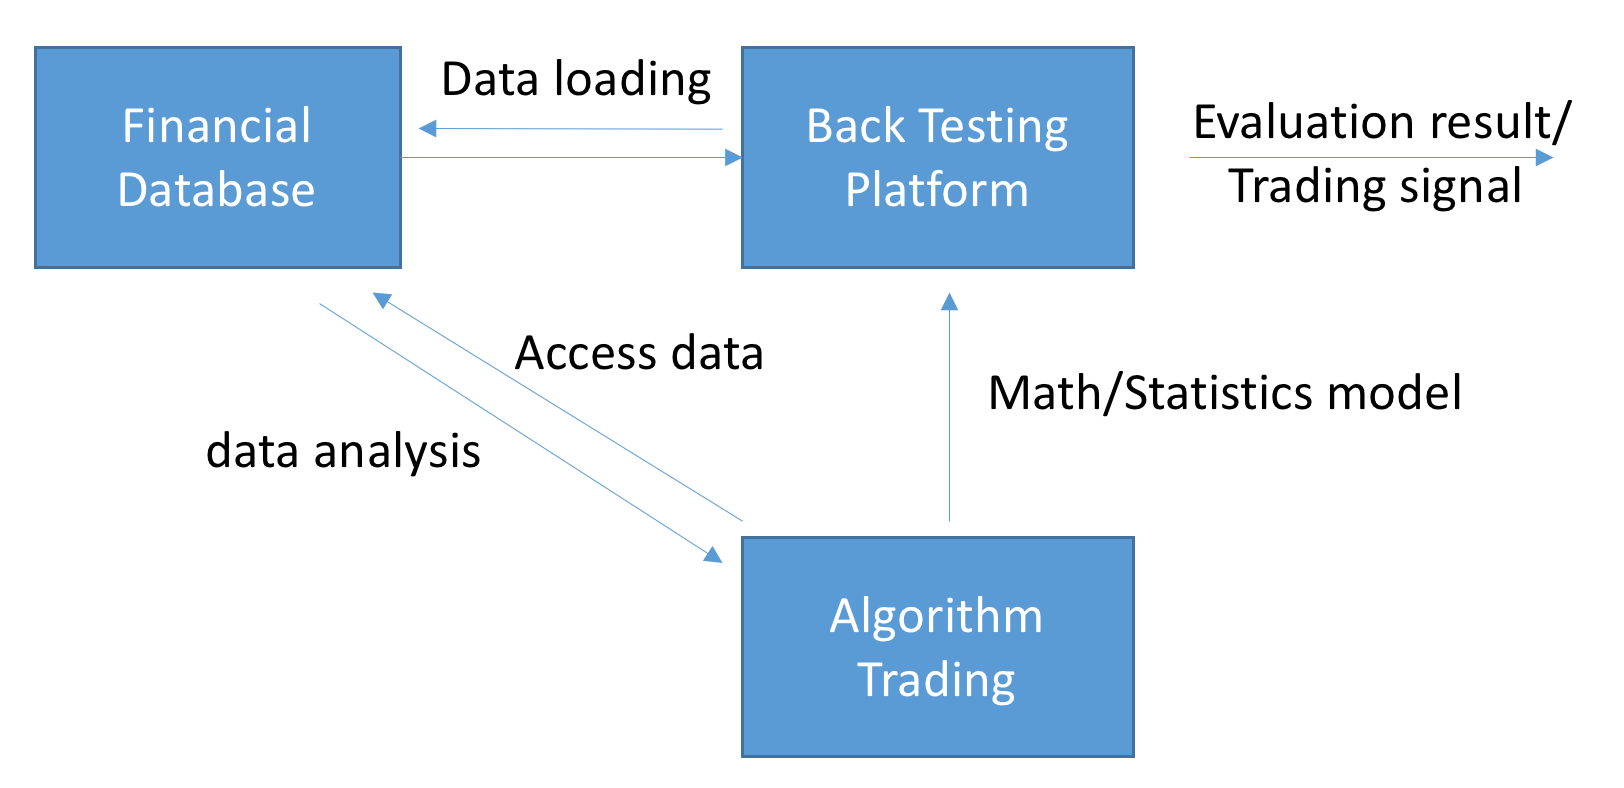 Financial
Database
Data loading
Back Testing
Platform
Evaluation result/
Trading signal
Access data
data analysis
Math/Statistics model
Algorithm
Trading